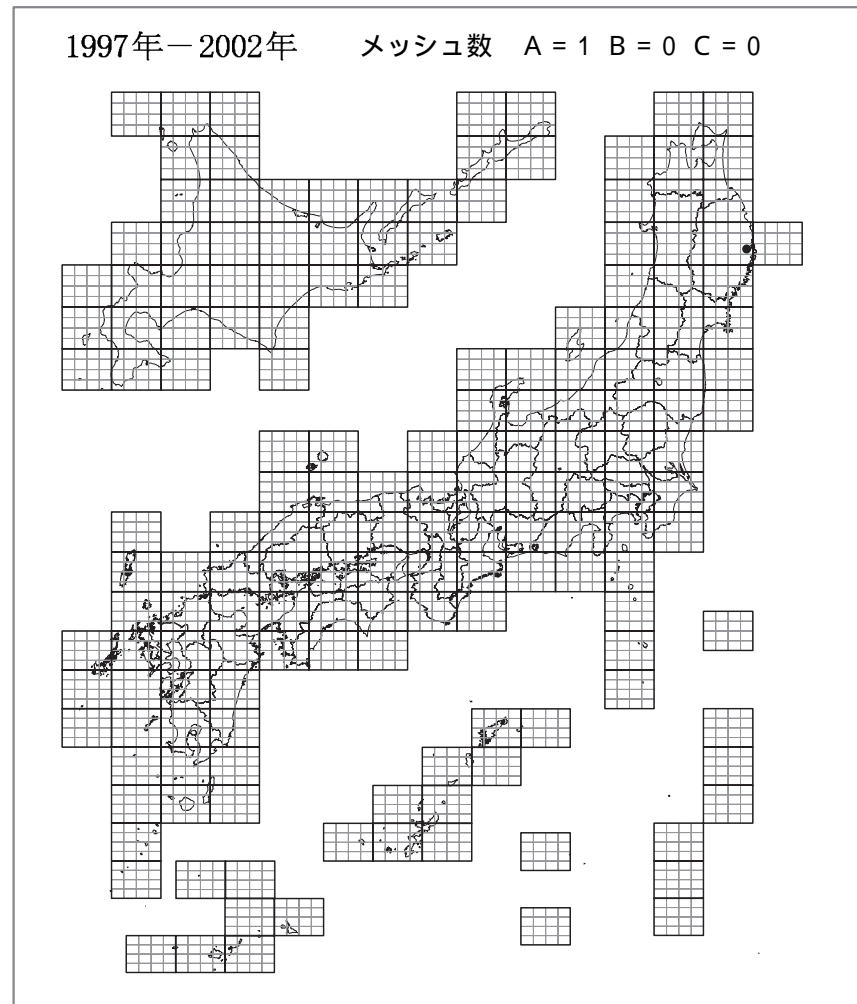 1997年－2002年 メッシュ数 A = 1 B = 0 C = 0